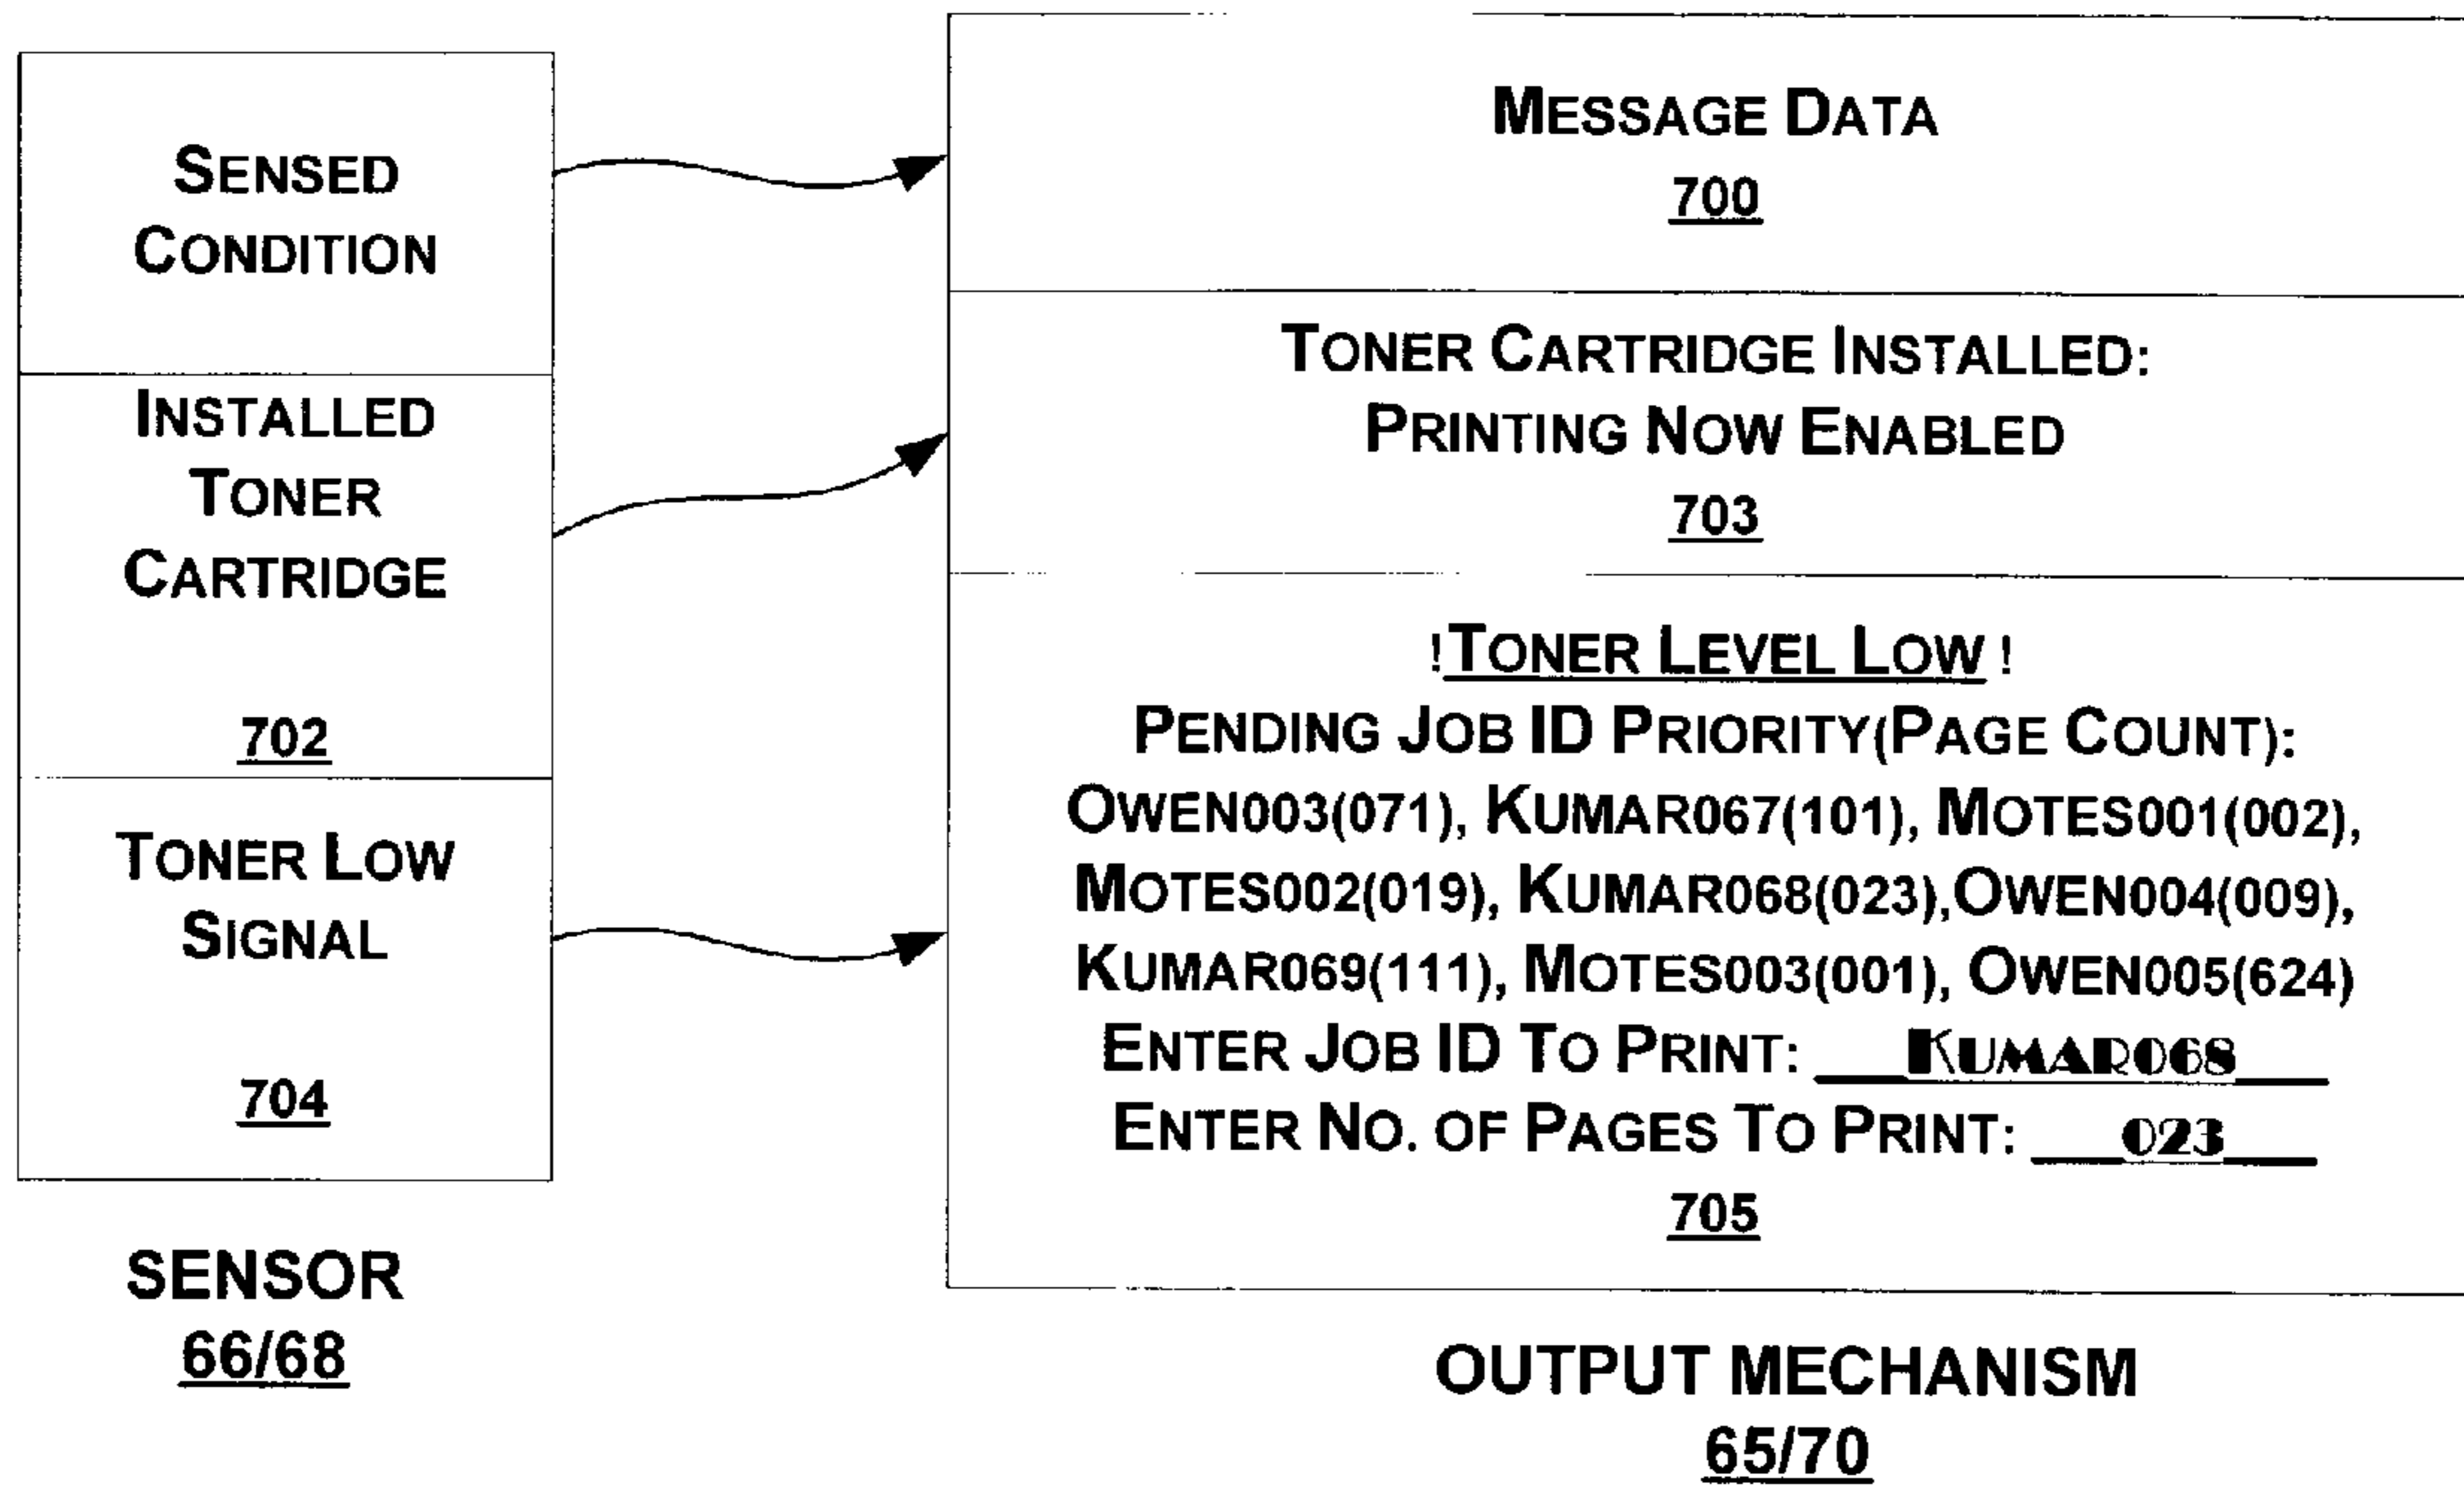 SENSED
CONDITION
INSTALLED
TONER
CARTRIDGE
702
TONER LOW
SIGNAL
704
SENSOR
66/68
MESSAGE DATA
700
TONER CARTRIDGE INSTALLED:
PRINTING NOW ENABLED
703
!TONER LEVEL LOW !
PENDING JOB ID PRIORITY(PAGE COUNT):
OWEN003(071), KUMAR067(101), MOTES001(002),
MOTES002(019), KUMAR068(023),OWEN004(009),
KUMAR069(111), MOTES003(001), OWEN005(624)
ENTER JOB ID TO PRINT: KUMAR068
ENTER NO. OF PAGES TO PRINT: 023
705
OUTPUT MECHANISM
65/70